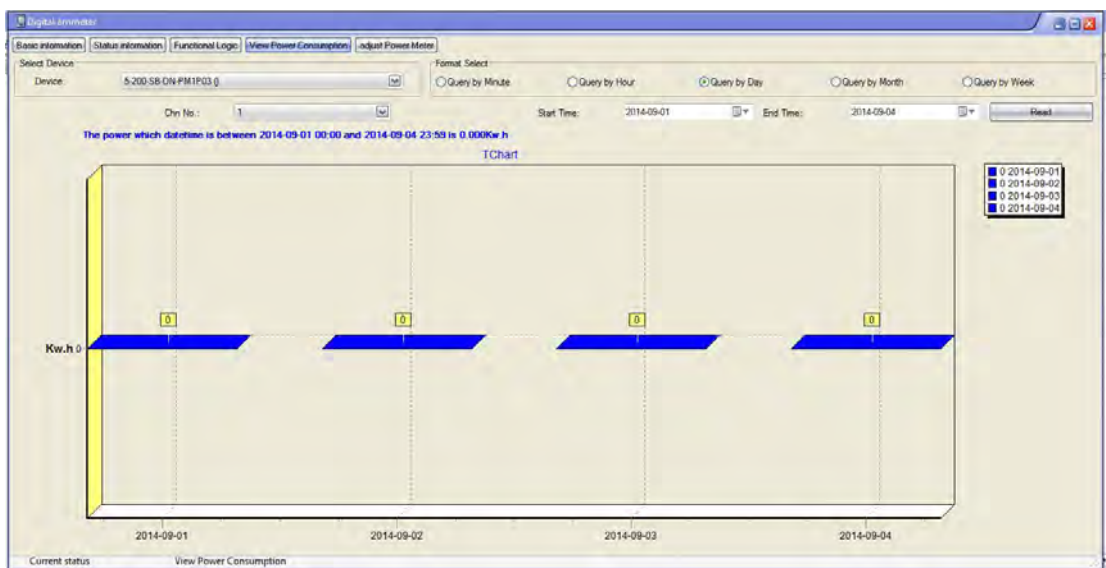 Digital ammeter
Basic information Status information Functional Logic View Power Consumption adjust Power Meter
Select Device Format Select
Device: 5-200-SB-DN-PM1P03 () Query by Minute Query by Hour Query by Day Query by Month Query by Week
Chn No.: 1 Start Time: 2014-09-01 End Time: 2014-09-04 Read
The power which datetime is between 2014-09-01 00:00 and 2014-09-04 23:59 is 0.000Kw.h
TChart
0 2014-09-01
0 2014-09-02
0 2014-09-03
0 2014-09-04
0 0 0 0
Kw.h 0
2014-09-01 2014-09-02 2014-09-03 2014-09-04
Current status View Power Consumption